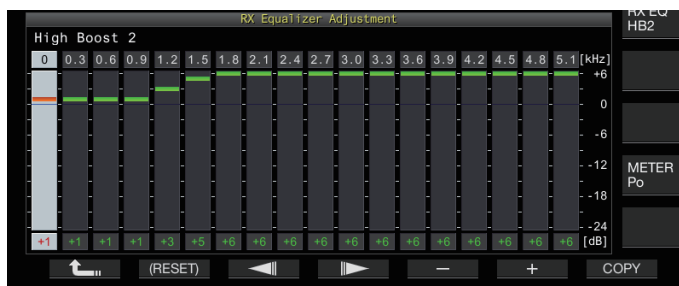 RX Equalizer Adjustment
RX EQ
HB2
High Boost 2
0 0.3 0.6 0.9 1.2 1.5 1.8 2.1 2.4 2.7 3.0 3.3 3.6 3.9 4.2 4.5 4.8 5.1 [kHz]
+6
0
-6
-12
METER
Po
-18
-24
+1 +1 +1 +1 +3 +5 +6 +6 +6 +6 +6 +6 +6 +6 +6 +6 +6 +6 [dB]
(RESET) − + COPY